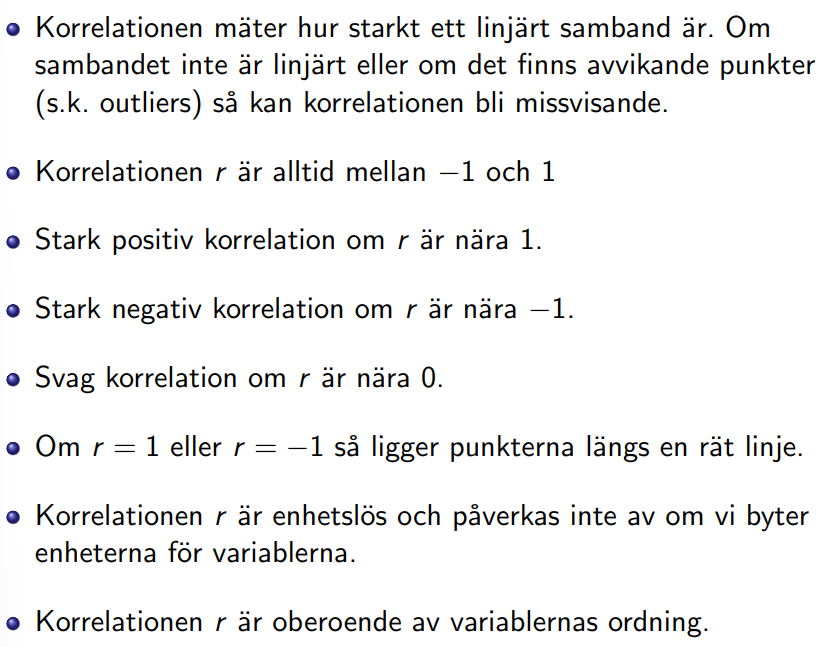 Korrelationen mäter hur starkt ett linjärt samband är. Om
sambandet inte är linjärt eller om det finns avvikande punkter
(s.k. outliers) så kan korrelationen bli missvisande.
Korrelationen r är alltid mellan −1 och 1
Stark positiv korrelation om r är nära 1.
Stark negativ korrelation om r är nära −1.
Svag korrelation om r är nära 0.
Om r = 1 eller r = −1 så ligger punkterna längs en rät linje.
Korrelationen r är enhetslös och påverkas inte av om vi byter
enheterna för variablerna.
Korrelationen r är oberoende av variablernas ordning.